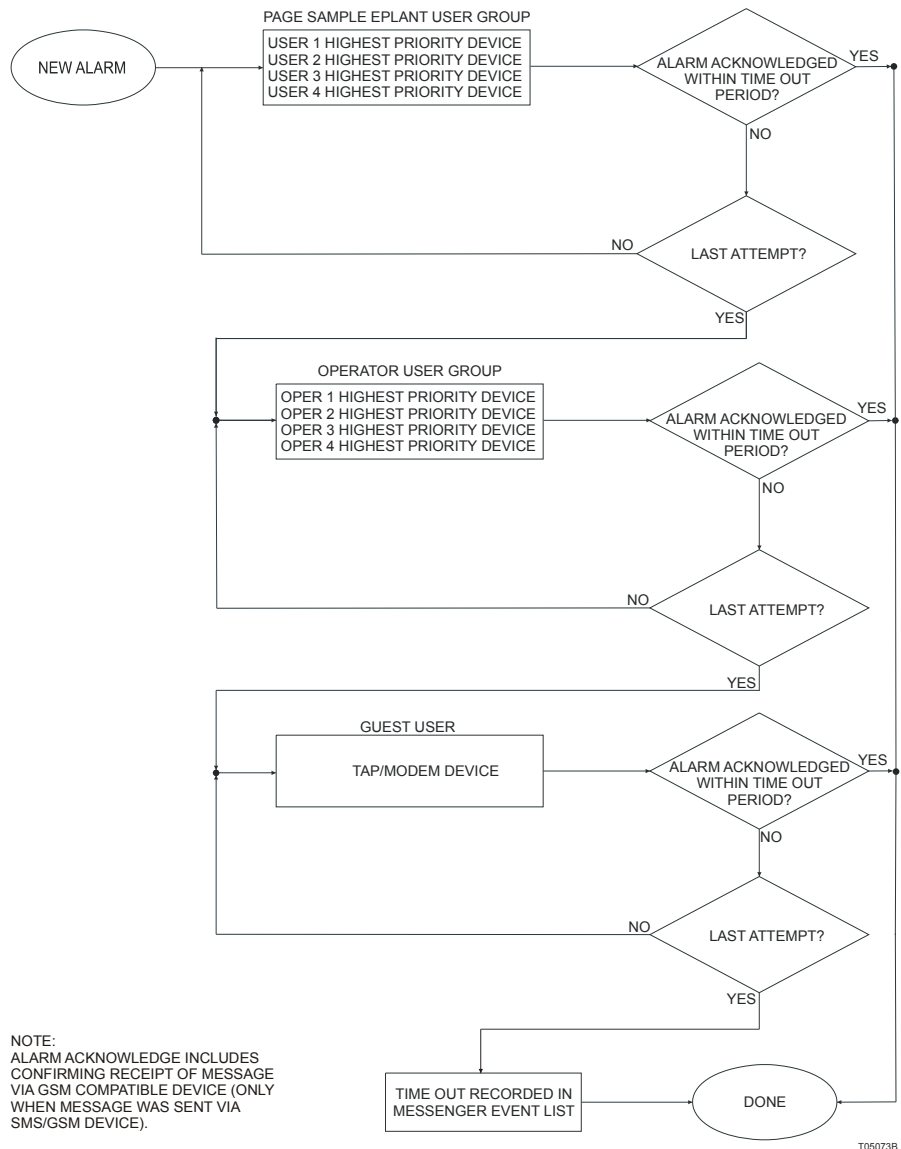 PAGE SAMPLE EPLANT USER GROUP
NEW ALARM
USER 1 HIGHEST PRIORITY DEVICE
USER 2 HIGHEST PRIORITY DEVICE
USER 3 HIGHEST PRIORITY DEVICE
USER 4 HIGHEST PRIORITY DEVICE
ALARM ACKNOWLEDGED
WITHIN TIME OUT
PERIOD?
YES
NO
LAST ATTEMPT?
NO
YES
OPERATOR USER GROUP
OPER 1 HIGHEST PRIORITY DEVICE
OPER 2 HIGHEST PRIORITY DEVICE
OPER 3 HIGHEST PRIORITY DEVICE
OPER 4 HIGHEST PRIORITY DEVICE
ALARM ACKNOWLEDGED
WITHIN TIME OUT
PERIOD?
YES
NO
LAST ATTEMPT?
NO
YES
GUEST USER
TAP/MODEM DEVICE
ALARM ACKNOWLEDGED
WITHIN TIME OUT
PERIOD?
YES
NO
LAST ATTEMPT?
NO
YES
NOTE:
ALARM ACKNOWLEDGE INCLUDES
CONFIRMING RECEIPT OF MESSAGE
VIA GSM COMPATIBLE DEVICE (ONLY
WHEN MESSAGE WAS SENT VIA
SMS/GSM DEVICE).
TIME OUT RECORDED IN
MESSENGER EVENT LIST
DONE
T05073B